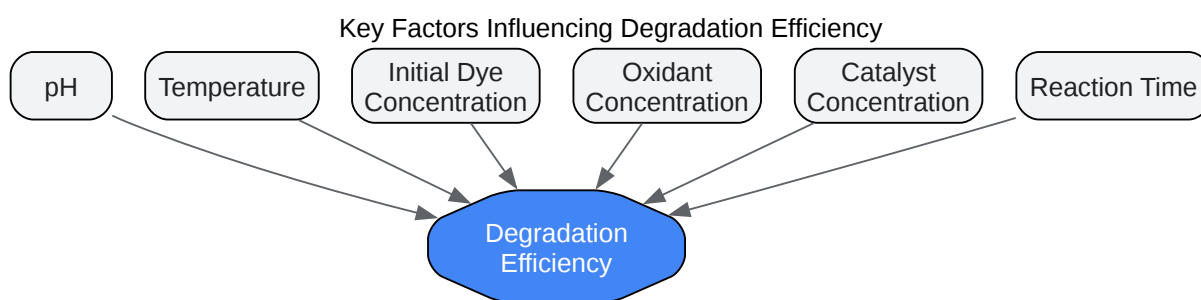 Key Factors Influencing Degradation Efficiency
pH
Temperature
Initial Dye
Concentration
Oxidant
Concentration
Catalyst
Concentration
Reaction Time
Degradation
Efficiency